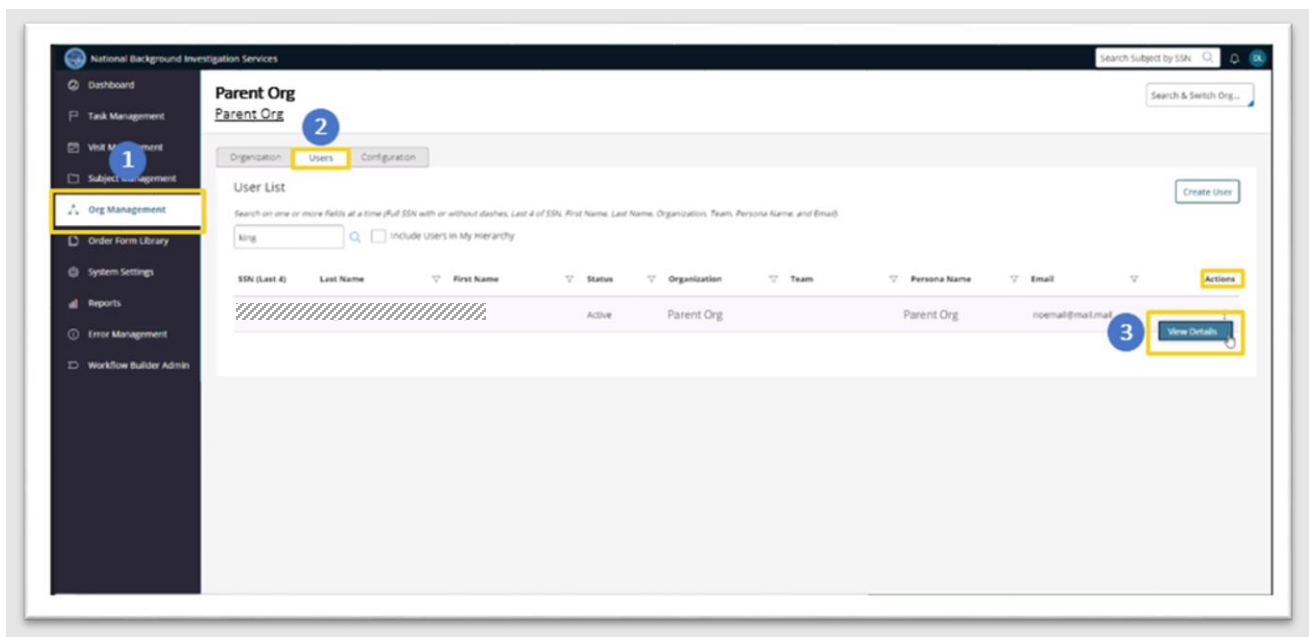 National Background Investigation Services
Search Subject by SSN
DL
Dashboard
Task Management
Visit Management
Subject Management
Org Management
Order Form Library
System Settings
Reports
Error Management
Workflow Builder Admin
Parent Org
Parent Org
Search & Switch Org...
1
2
Organization Users Configuration
User List
Create User
Search on one or more fields at a time (Full SSN with or without dashes, Last 4 of SSN, First Name, Last Name, Organization, Team, Persona Name, and Email).
king
Include Users in My Hierarchy
SSN (Last 4) Last Name First Name Status Organization Team Persona Name Email Actions
Active Parent Org Parent Org noemail@mail.mail
3
View Details